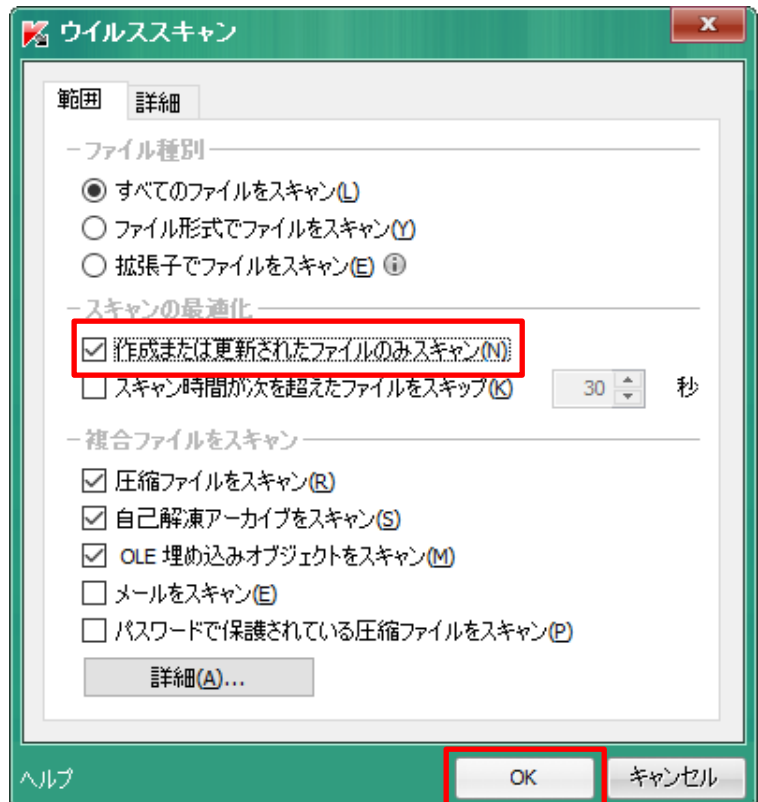 ウイルススキャン
範囲
詳細
ファイル種別
すべてのファイルをスキャン(L)
ファイル形式でファイルをスキャン(Y)
拡張子でファイルをスキャン(E)
スキャンの最適化
作成または更新されたファイルのみスキャン(N)
スキャン時間が次を超えたファイルをスキップ(K) 30 秒
複合ファイルをスキャン
圧縮ファイルをスキャン(R)
自己解凍アーカイブをスキャン(S)
OLE 埋め込みオブジェクトをスキャン(M)
メールをスキャン(E)
パスワードで保護されている圧縮ファイルをスキャン(P)
詳細(A)...
ヘルプ OK キャンセル